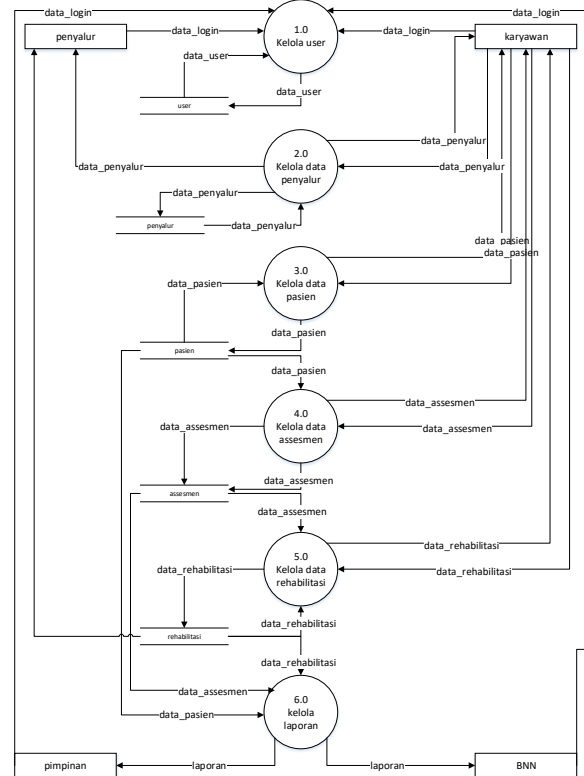 data_login
data_login
penyalur
data_login
1.0
Kelola user
data_login
karyawan
data_user
user
data_user
data_penyalur
2.0
Kelola data
penyalur
data_penyalur
data_penyalur
data_penyalur
penyalur
data_penyalur
data_pasien
data_pasien
3.0
Kelola data
pasien
data_pasien
data_pasien
pasien
data_pasien
4.0
Kelola data
assesmen
data_assesmen
data_assesmen
data_assesmen
data_assesmen
assesmen
data_assesmen
5.0
Kelola data
rehabilitasi
data_rehabilitasi
data_rehabilitasi
data_rehabilitasi
data_rehabilitasi
rehabilitasi
data_rehabilitasi
6.0
kelola
laporan
data_assesmen
data_pasien
pimpinan
laporan
laporan
BNN